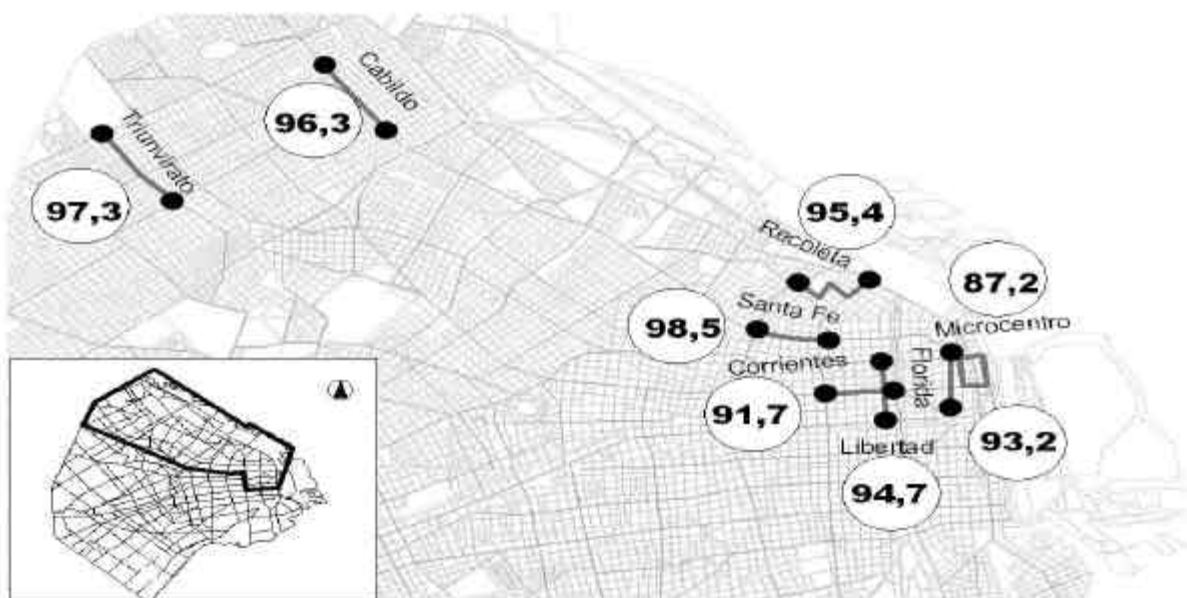 Cabildo
96,3
Triunvirato
97,3
95,4
Recoleta
87,2
Microcentro
Santa Fe
98,5
Corrientes
Florida
91,7
93,2
Libertad
94,7